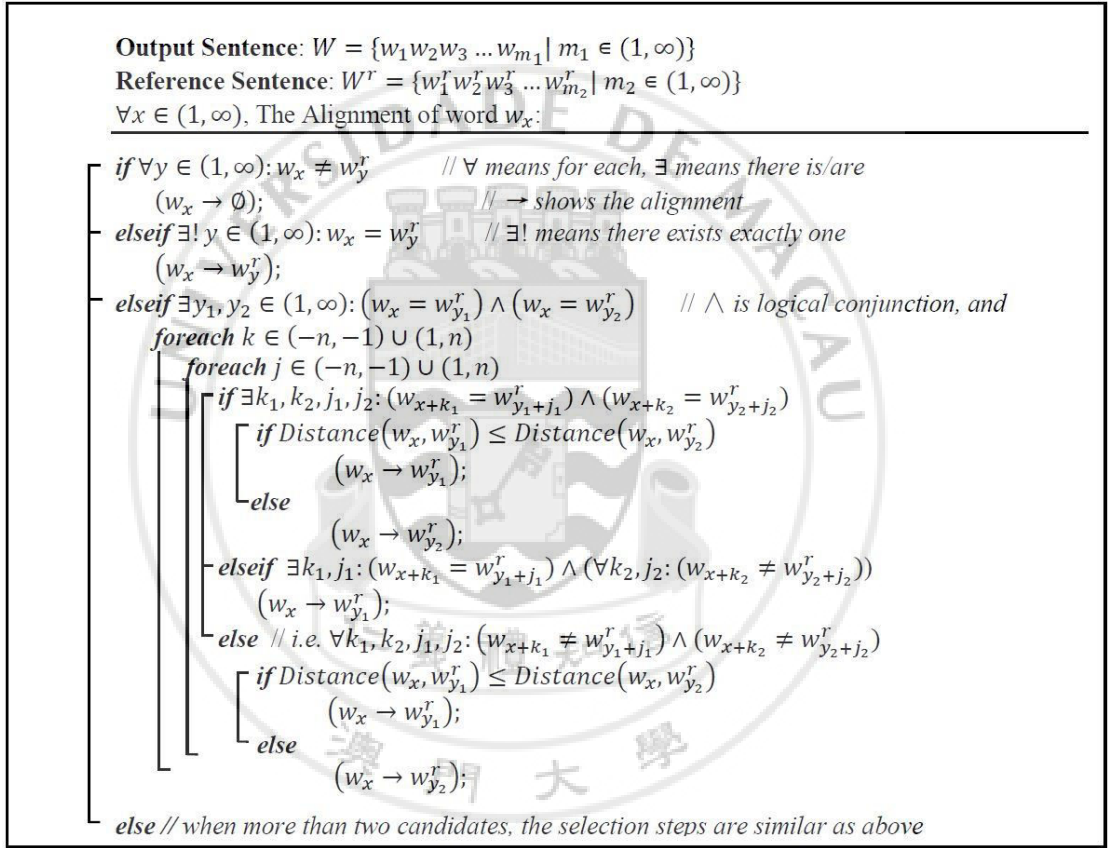 Output Sentence: W = {w₁w₂w₃ … w_{m₁}| m₁ ∈ (1, ∞)}
Reference Sentence: Wʳ = {w₁ʳw₂ʳw₃ʳ … w_{m₂}ʳ| m₂ ∈ (1, ∞)}
∀x ∈ (1, ∞), The Alignment of word wₓ:
if ∀y ∈ (1, ∞): wₓ ≠ w_yʳ // ∀ means for each, ∃ means there is/are
(wₓ → ∅); // → shows the alignment
elseif ∃! y ∈ (1, ∞): wₓ = w_yʳ // ∃! means there exists exactly one
(wₓ → w_yʳ);
elseif ∃y₁, y₂ ∈ (1, ∞): (wₓ = w_{y₁}ʳ) ∧ (wₓ = w_{y₂}ʳ) // ∧ is logical conjunction, and
foreach k ∈ (−n, −1) ∪ (1, n)
foreach j ∈ (−n, −1) ∪ (1, n)
if ∃k₁, k₂, j₁, j₂: (w_{x+k₁} = w_{y₁+j₁}ʳ) ∧ (w_{x+k₂} = w_{y₂+j₂}ʳ)
if Distance(wₓ, w_{y₁}ʳ) ≤ Distance(wₓ, w_{y₂}ʳ)
(wₓ → w_{y₁}ʳ);
else
(wₓ → w_{y₂}ʳ);
elseif ∃k₁, j₁: (w_{x+k₁} = w_{y₁+j₁}ʳ) ∧ (∀k₂, j₂: (w_{x+k₂} ≠ w_{y₂+j₂}ʳ))
(wₓ → w_{y₁}ʳ);
else // i.e. ∀k₁, k₂, j₁, j₂: (w_{x+k₁} ≠ w_{y₁+j₁}ʳ) ∧ (w_{x+k₂} ≠ w_{y₂+j₂}ʳ)
if Distance(wₓ, w_{y₁}ʳ) ≤ Distance(wₓ, w_{y₂}ʳ)
(wₓ → w_{y₁}ʳ);
else
(wₓ → w_{y₂}ʳ);
else // when more than two candidates, the selection steps are similar as above
UNIVERSIDADE DE MACAU
澳門大學